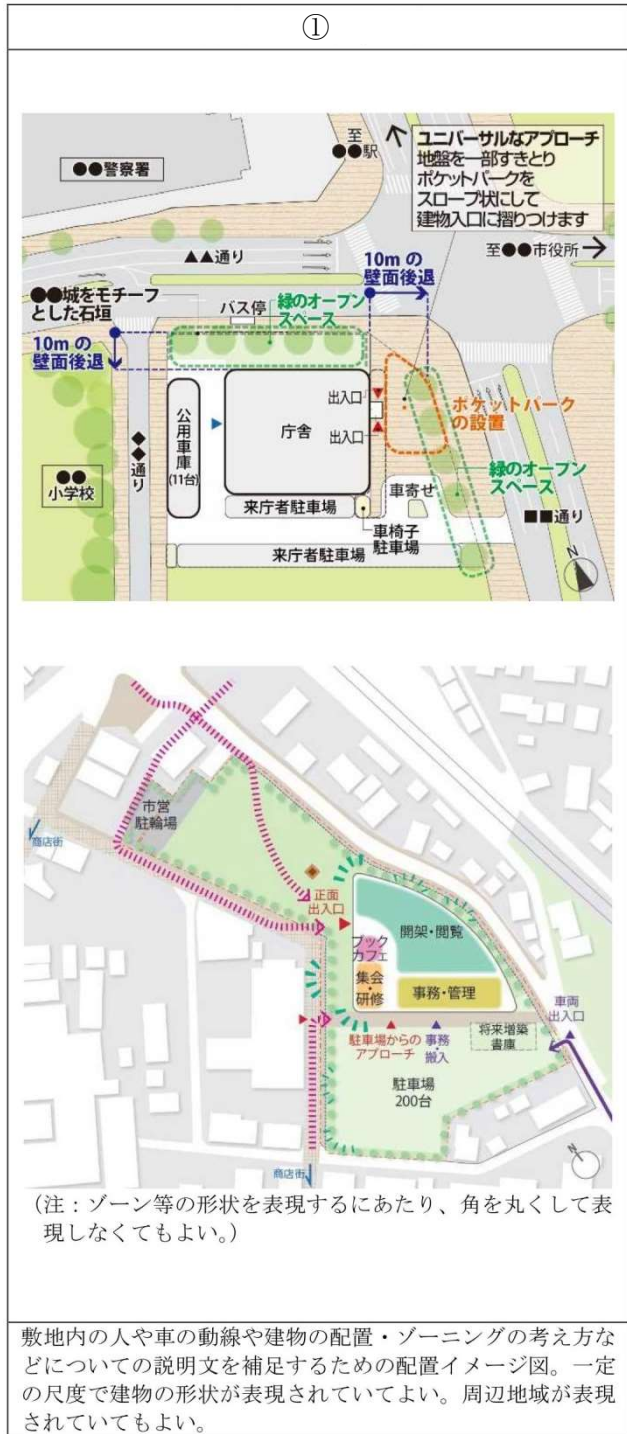 ①
●●警察署
至
●●駅
ユニバーサルなアプローチ
地盤を一部すきとり
ポケットパークを
スロープ状にして
建物入口に摺りつけます
至●●市役所
▲▲通り
10mの
壁面後退
●●城をモチーフ
とした石垣
バス停
緑のオープン
スペース
10mの
壁面後退
出入口
ポケットパーク
の設置
公用車庫
(11台)
庁舎
出入口
◆◆通り
●●
小学校
緑のオープン
スペース
車寄せ
来庁者駐車場
車椅子
駐車場
■■通り
来庁者駐車場
N
市営
駐輪場
商店街
正面
出入口
開架・閲覧
ブック
カフェ
集会
・
研修
事務・管理
車両
出入口
駐車場からの
アプローチ
事務
・
搬入
将来増築
書庫
駐車場
200台
N
商店街
(注：ゾーン等の形状を表現するにあたり、角を丸くして表
現しなくてもよい。)
敷地内の人や車の動線や建物の配置・ゾーニングの考え方な
どについての説明文を補足するための配置イメージ図。一定
の尺度で建物の形状が表現されていてよい。周辺地域が表現
されていてもよい。